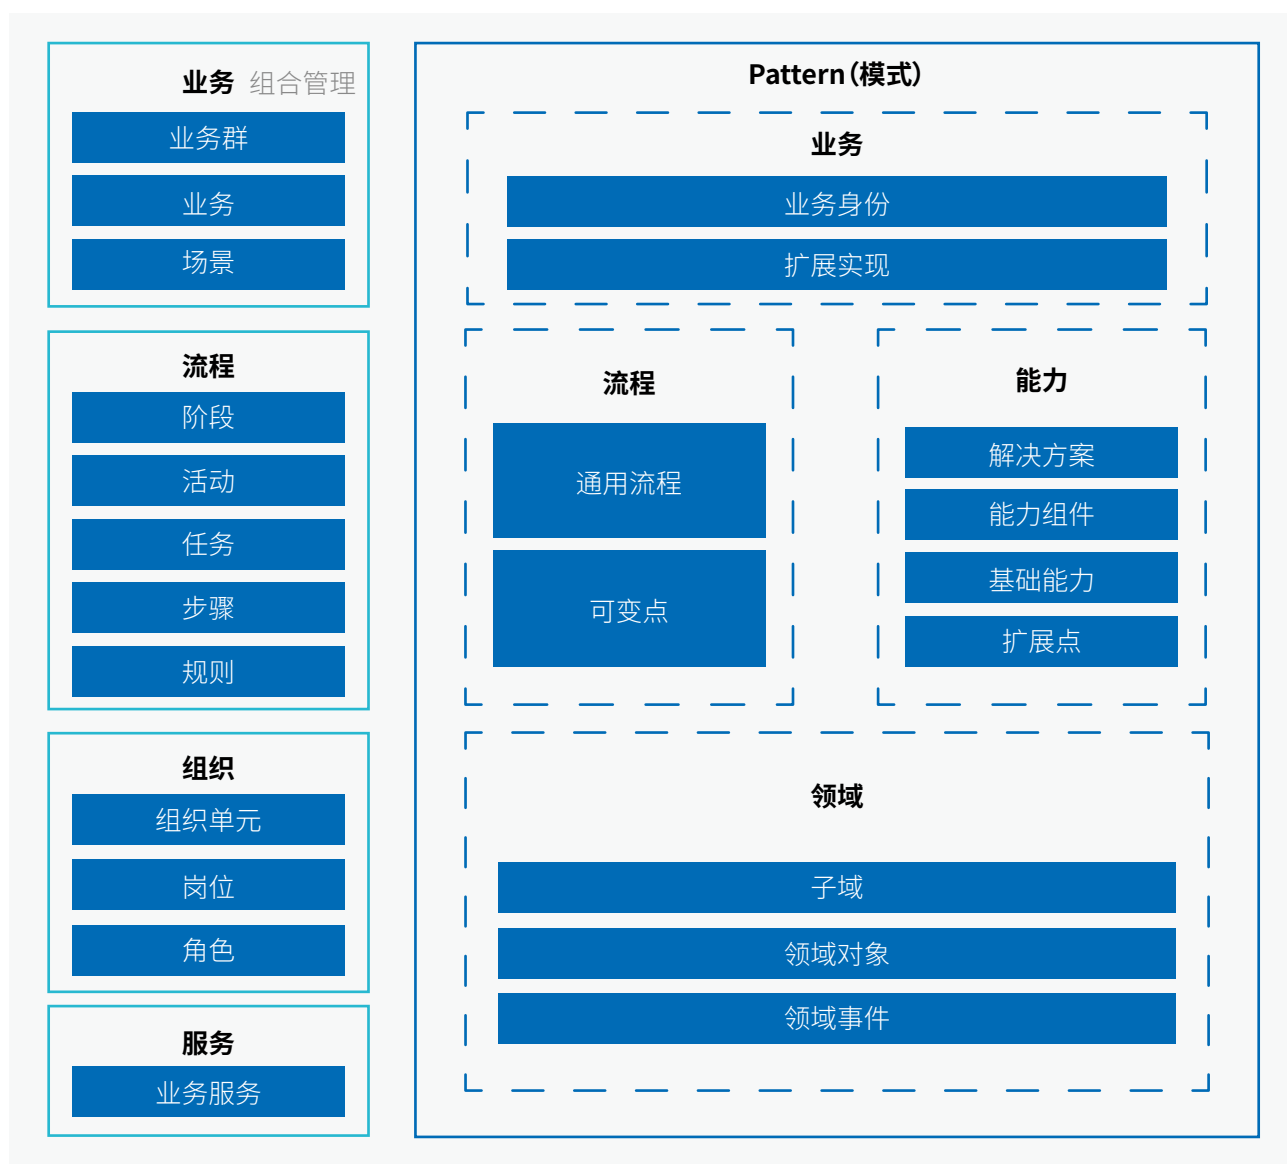 业务 组合管理
业务群
业务
场景
流程
阶段
活动
任务
步骤
规则
组织
组织单元
岗位
角色
服务
业务服务
Pattern（模式）
业务
业务身份
扩展实现
流程
通用流程
可变点
能力
解决方案
能力组件
基础能力
扩展点
领域
子域
领域对象
领域事件